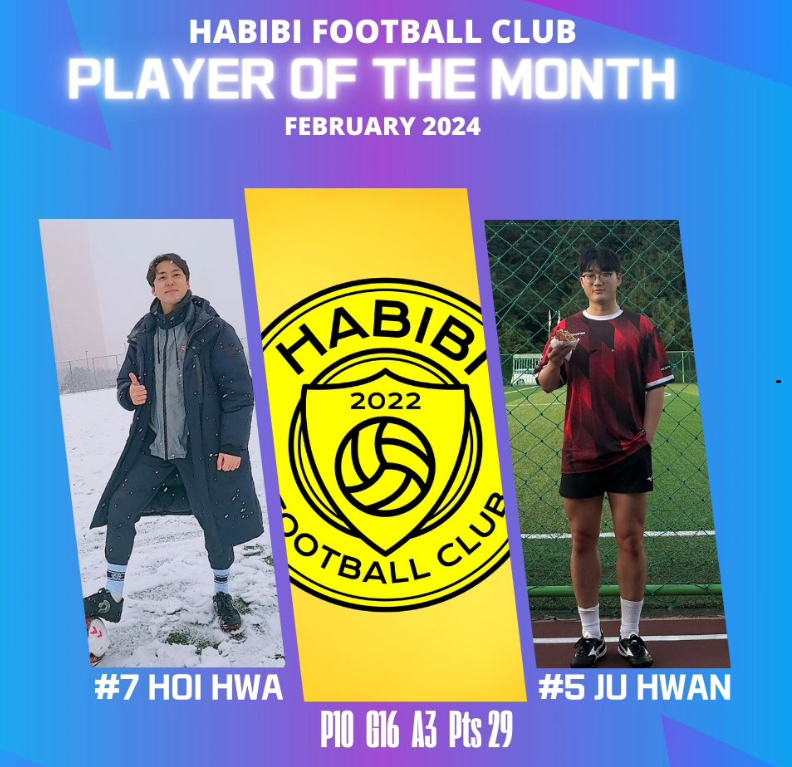 HABIBI FOOTBALL CLUB
PLAYER OF THE MONTH
FEBRUARY 2024
HABIBI
2022
FOOTBALL CLUB
#7 HOI HWA
#5 JU HWAN
P10 G16 A3 Pts 29